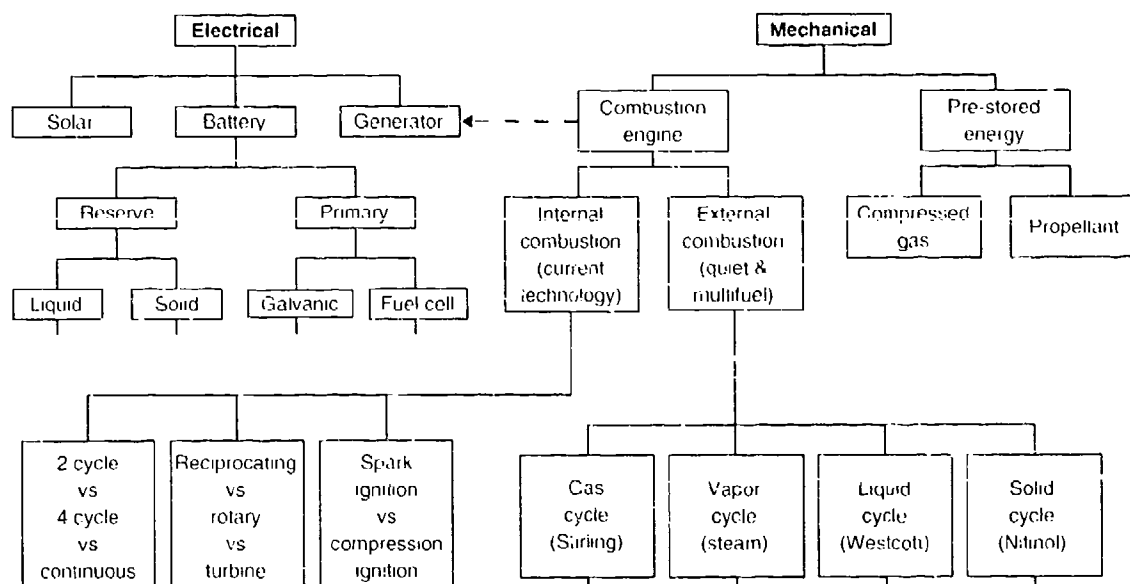 Electrical
Mechanical
Solar
Battery
Generator
Combustion
engine
Pre-stored
energy
Reserve
Primary
Internal
combustion
(current
technology)
External
combustion
(quiet &
multifuel)
Compressed
gas
Propellant
Liquid
Solid
Galvanic
Fuel cell
2 cycle
vs
4 cycle
vs
continuous
Reciprocating
vs
rotary
vs
turbine
Spark
ignition
vs
compression
ignition
Gas
cycle
(Stirling)
Vapor
cycle
(steam)
Liquid
cycle
(Westcott)
Solid
cycle
(Nitinol)